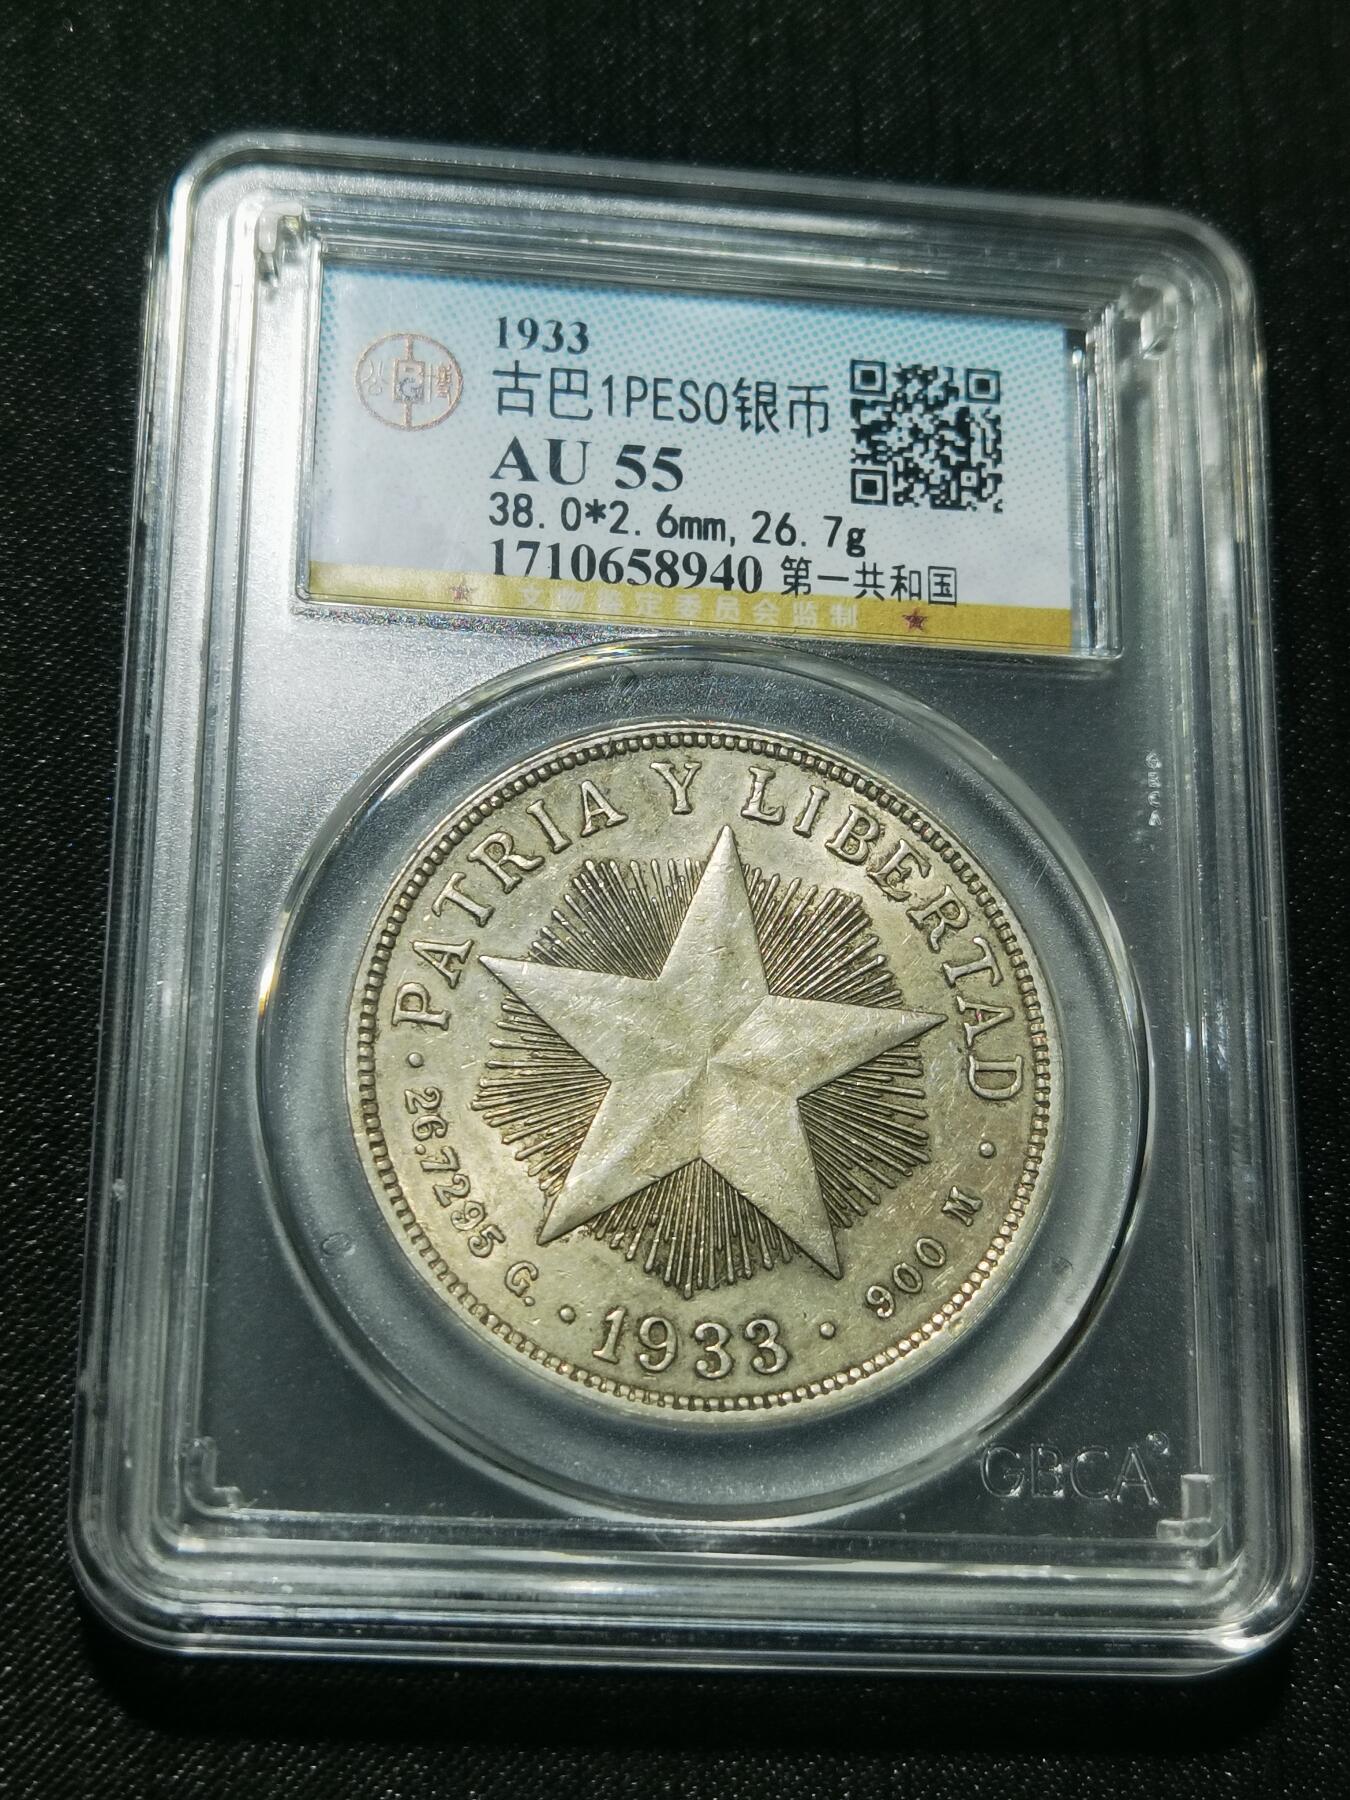 1933
古巴1PESO银币
AU 55
38.0*2.6mm,26.7g
1710658940 第一共和国
文物鉴定委员会监制
公 G 博
PATRIA Y LIBERTAD
26.7295 G. · 1933 · 900 M
GBCA®